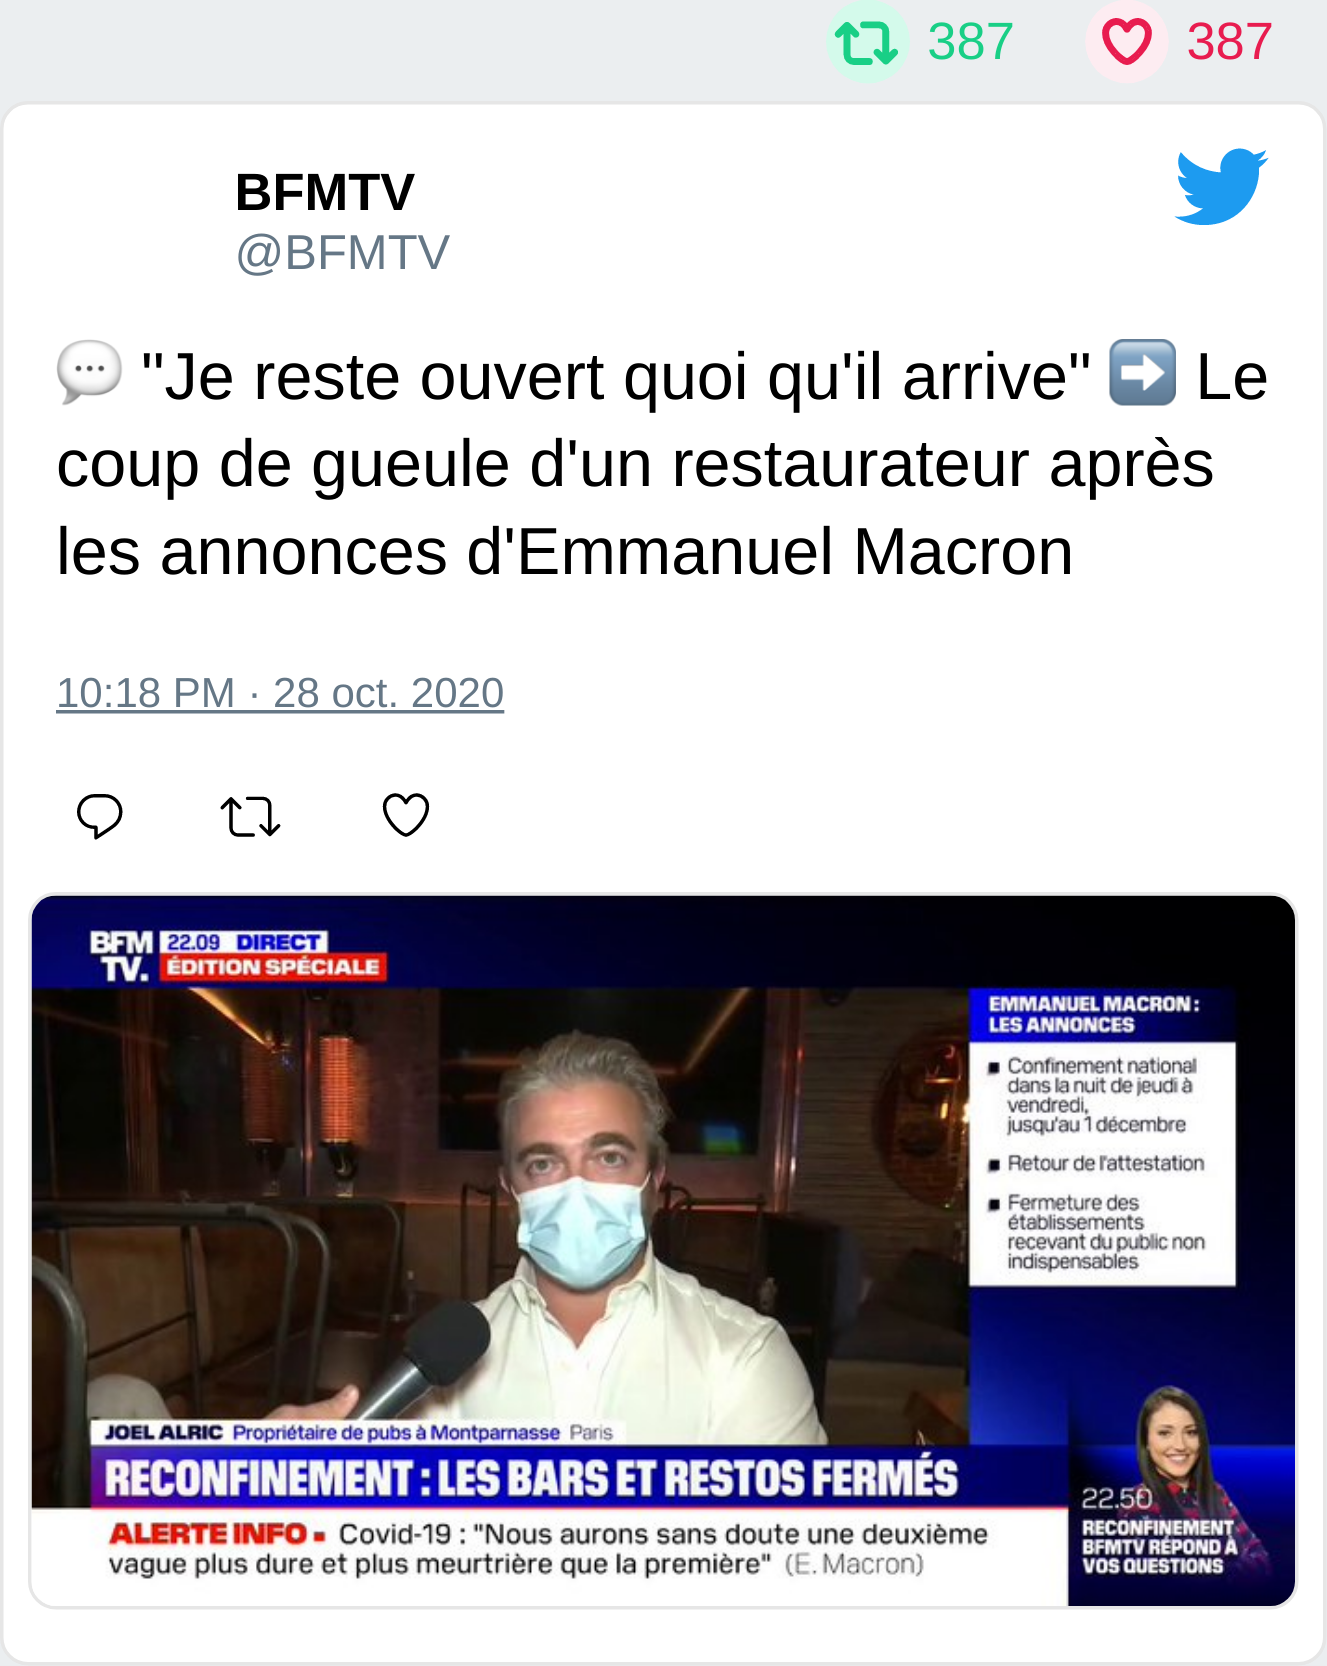 387 387
BFMTV
@BFMTV
💬 "Je reste ouvert quoi qu'il arrive" ➡️ Le
coup de gueule d'un restaurateur après
les annonces d'Emmanuel Macron
10:18 PM · 28 oct. 2020
BFM
TV.
22.09 DIRECT
ÉDITION SPÉCIALE
EMMANUEL MACRON :
LES ANNONCES
▪ Confinement national
dans la nuit de jeudi à
vendredi,
jusqu'au 1 décembre
▪ Retour de l'attestation
▪ Fermeture des
établissements
recevant du public non
indispensables
JOEL ALRIC Propriétaire de pubs à Montparnasse Paris
RECONFINEMENT : LES BARS ET RESTOS FERMÉS
ALERTE INFO ▪ Covid-19 : "Nous aurons sans doute une deuxième
vague plus dure et plus meurtrière que la première" (E. Macron)
22.50
RECONFINEMENT
BFMTV RÉPOND À
VOS QUESTIONS